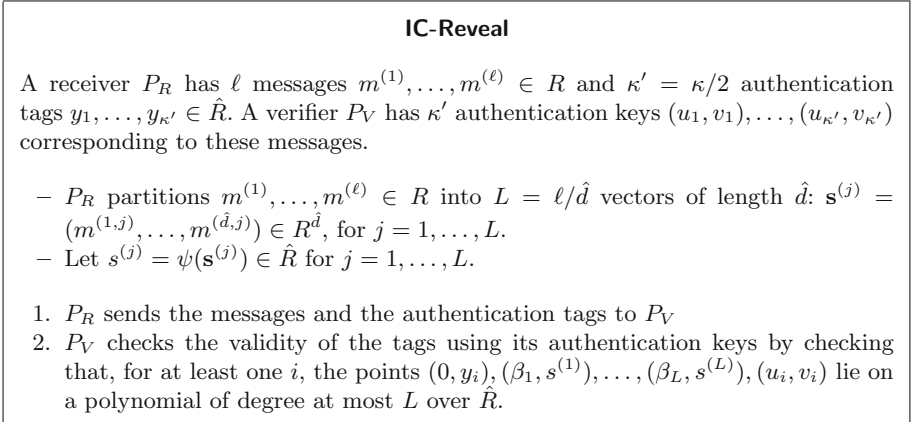 IC-Reveal
A receiver P_R has ℓ messages m^{(1)}, . . . , m^{(ℓ)} ∈ R and κ′ = κ/2 authentication
tags y_1, . . . , y_{κ′} ∈ R̂. A verifier P_V has κ′ authentication keys (u_1, v_1), . . . , (u_{κ′}, v_{κ′})
corresponding to these messages.
– P_R partitions m^{(1)}, . . . , m^{(ℓ)} ∈ R into L = ℓ/d̂ vectors of length d̂: **s**^{(j)} =
(m^{(1,j)}, . . . , m^{(d̂,j)}) ∈ R^{d̂}, for j = 1, . . . , L.
– Let s^{(j)} = ψ(**s**^{(j)}) ∈ R̂ for j = 1, . . . , L.
1. P_R sends the messages and the authentication tags to P_V
2. P_V checks the validity of the tags using its authentication keys by checking
that, for at least one i, the points (0, y_i), (β_1, s^{(1)}), . . . , (β_L, s^{(L)}), (u_i, v_i) lie on
a polynomial of degree at most L over R̂.